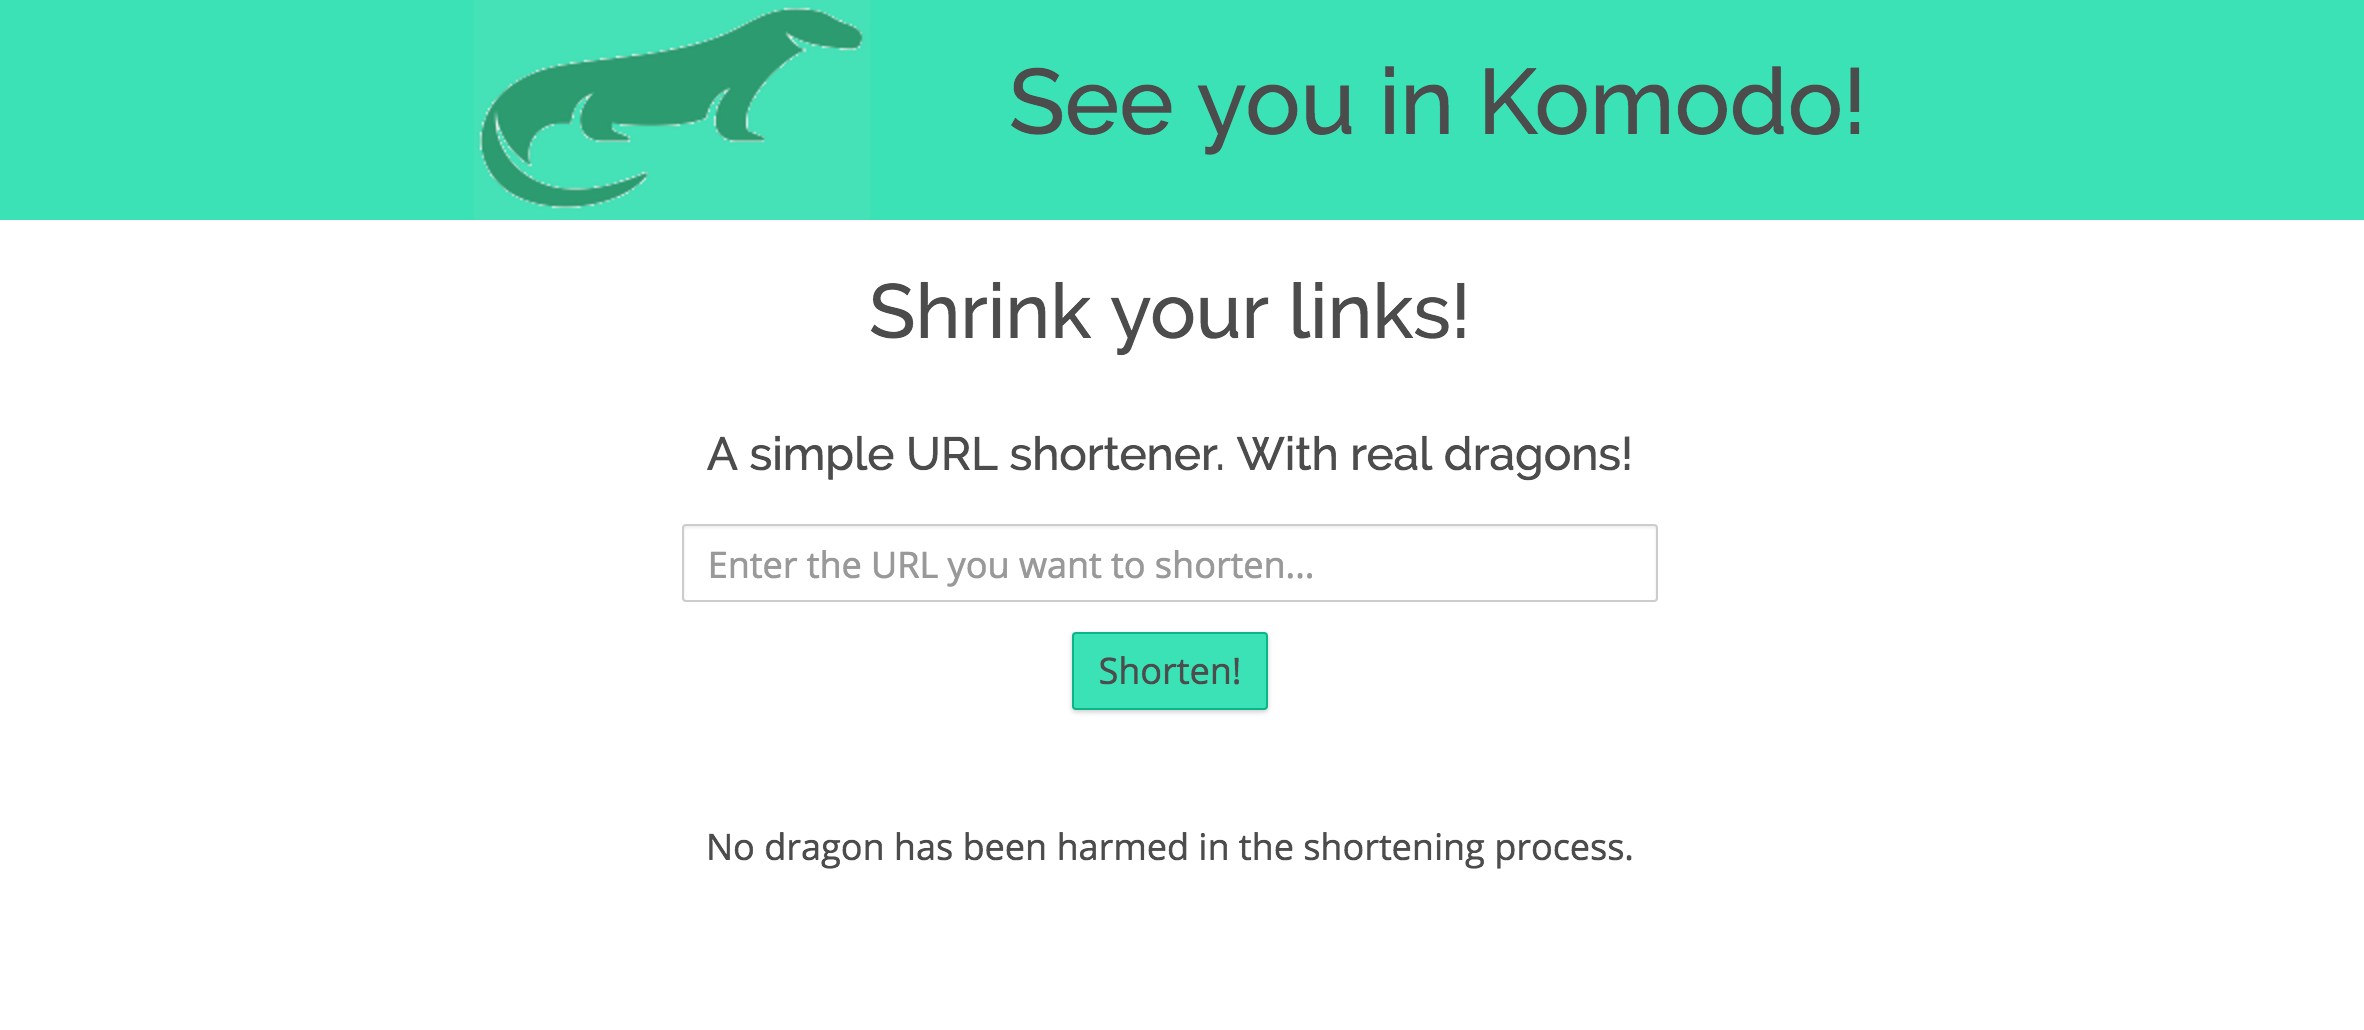 See you in Komodo!
Shrink your links!
A simple URL shortener. With real dragons!
Enter the URL you want to shorten...
Shorten!
No dragon has been harmed in the shortening process.